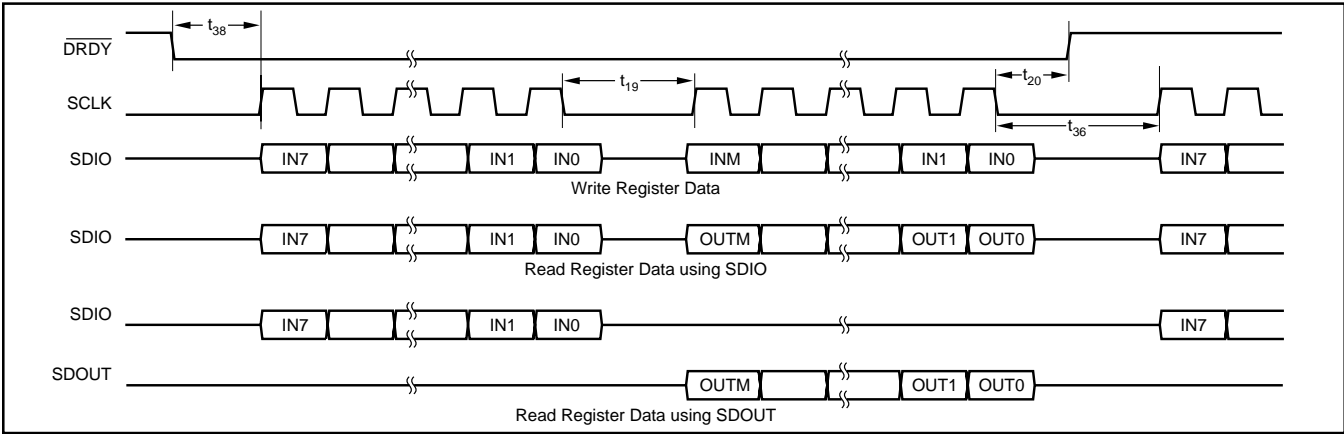 t38
DRDY
t19
t20
SCLK
t36
SDIO IN7 IN1 IN0 INM IN1 IN0 IN7
Write Register Data
SDIO IN7 IN1 IN0 OUTM OUT1 OUT0 IN7
Read Register Data using SDIO
SDIO IN7 IN1 IN0 IN7
SDOUT OUTM OUT1 OUT0
Read Register Data using SDOUT